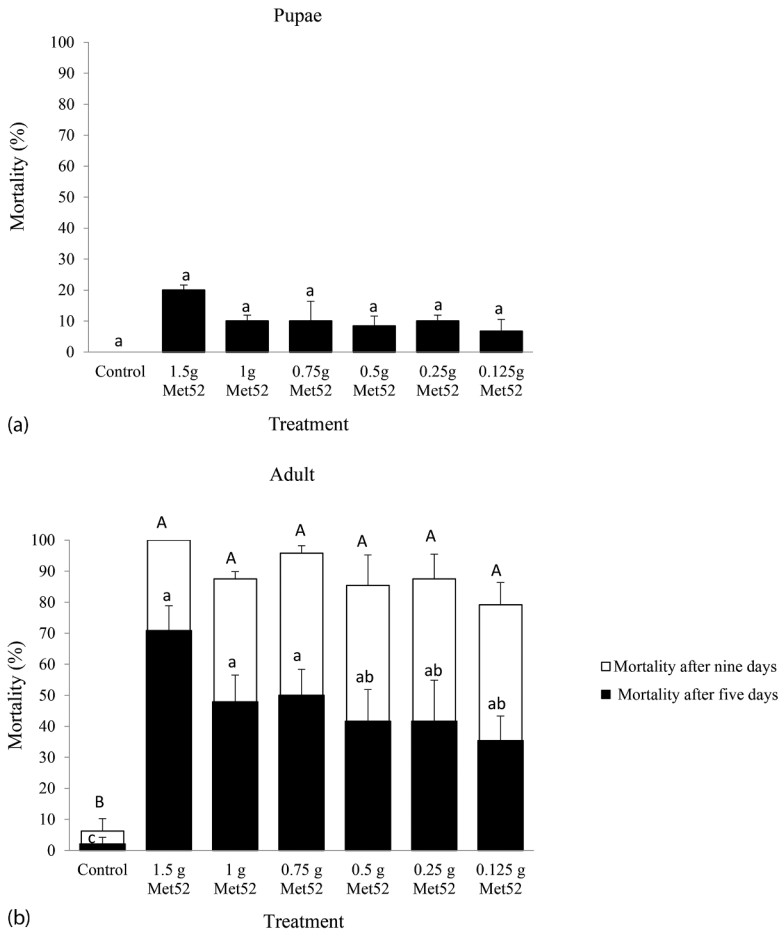 Pupae
100
90
80
70
60
50
40
30
20
10
0
Mortality (%)
a a a a a a a
Control 1.5g 1g 0.75g 0.5g 0.25g 0.125g
Met52 Met52 Met52 Met52 Met52 Met52
(a)
Treatment
Adult
100
90
80
70
60
50
40
30
20
10
0
Mortality (%)
B A A A A A A
c a a a ab ab ab
Mortality after nine days
Mortality after five days
Control 1.5 g 1 g 0.75 g 0.5 g 0.25 g 0.125 g
Met52 Met52 Met52 Met52 Met52 Met52
(b)
Treatment